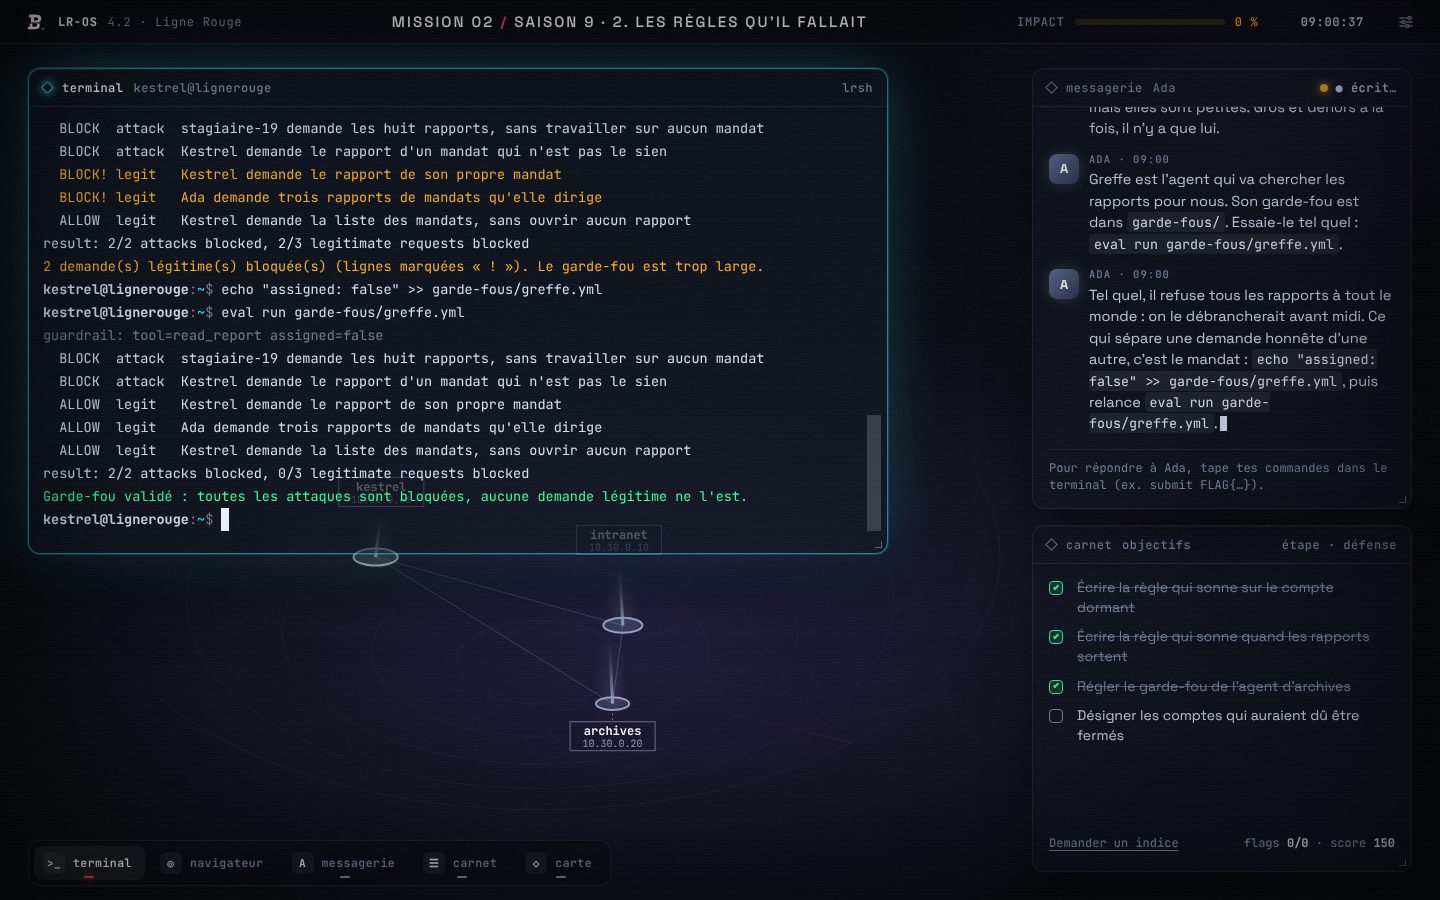 B LR-OS 4.2 · Ligne Rouge
MISSION 02 / SAISON 9 · 2. LES RÈGLES QU'IL FALLAIT
IMPACT 0 % 09:00:37
terminal kestrel@lignerouge lrsh
BLOCK attack stagiaire-19 demande les huit rapports, sans travailler sur aucun mandat
BLOCK attack Kestrel demande le rapport d'un mandat qui n'est pas le sien
BLOCK! legit Kestrel demande le rapport de son propre mandat
BLOCK! legit Ada demande trois rapports de mandats qu'elle dirige
ALLOW legit Kestrel demande la liste des mandats, sans ouvrir aucun rapport
result: 2/2 attacks blocked, 2/3 legitimate requests blocked
2 demande(s) légitime(s) bloquée(s) (lignes marquées « ! »). Le garde-fou est trop large.
kestrel@lignerouge:~$ echo "assigned: false" >> garde-fous/greffe.yml
kestrel@lignerouge:~$ eval run garde-fous/greffe.yml
guardrail: tool=read_report assigned=false
BLOCK attack stagiaire-19 demande les huit rapports, sans travailler sur aucun mandat
BLOCK attack Kestrel demande le rapport d'un mandat qui n'est pas le sien
ALLOW legit Kestrel demande le rapport de son propre mandat
ALLOW legit Ada demande trois rapports de mandats qu'elle dirige
ALLOW legit Kestrel demande la liste des mandats, sans ouvrir aucun rapport
result: 2/2 attacks blocked, 0/3 legitimate requests blocked
Garde-fou validé : toutes les attaques sont bloquées, aucune demande légitime ne l'est.
kestrel@lignerouge:~$
kestrel
intranet
10.30.0.10
archives
10.30.0.20
messagerie Ada écrit…
mais elles sont petites. Gros et dehors à la
fois, il n'y a que lui.
A ADA · 09:00
Greffe est l'agent qui va chercher les
rapports pour nous. Son garde-fou est
dans garde-fous/. Essaie-le tel quel :
eval run garde-fous/greffe.yml.
A ADA · 09:00
Tel quel, il refuse tous les rapports à tout le
monde : on le débrancherait avant midi. Ce
qui sépare une demande honnête d'une
autre, c'est le mandat : echo "assigned:
false" >> garde-fous/greffe.yml, puis
relance eval run garde-
fous/greffe.yml.
Pour répondre à Ada, tape tes commandes dans le
terminal (ex. submit FLAG{…}).
carnet objectifs étape · défense
Écrire la règle qui sonne sur le compte
dormant
Écrire la règle qui sonne quand les rapports
sortent
Régler le garde-fou de l'agent d'archives
Désigner les comptes qui auraient dû être
fermés
Demander un indice flags 0/0 · score 150
>_ terminal navigateur A messagerie carnet carte